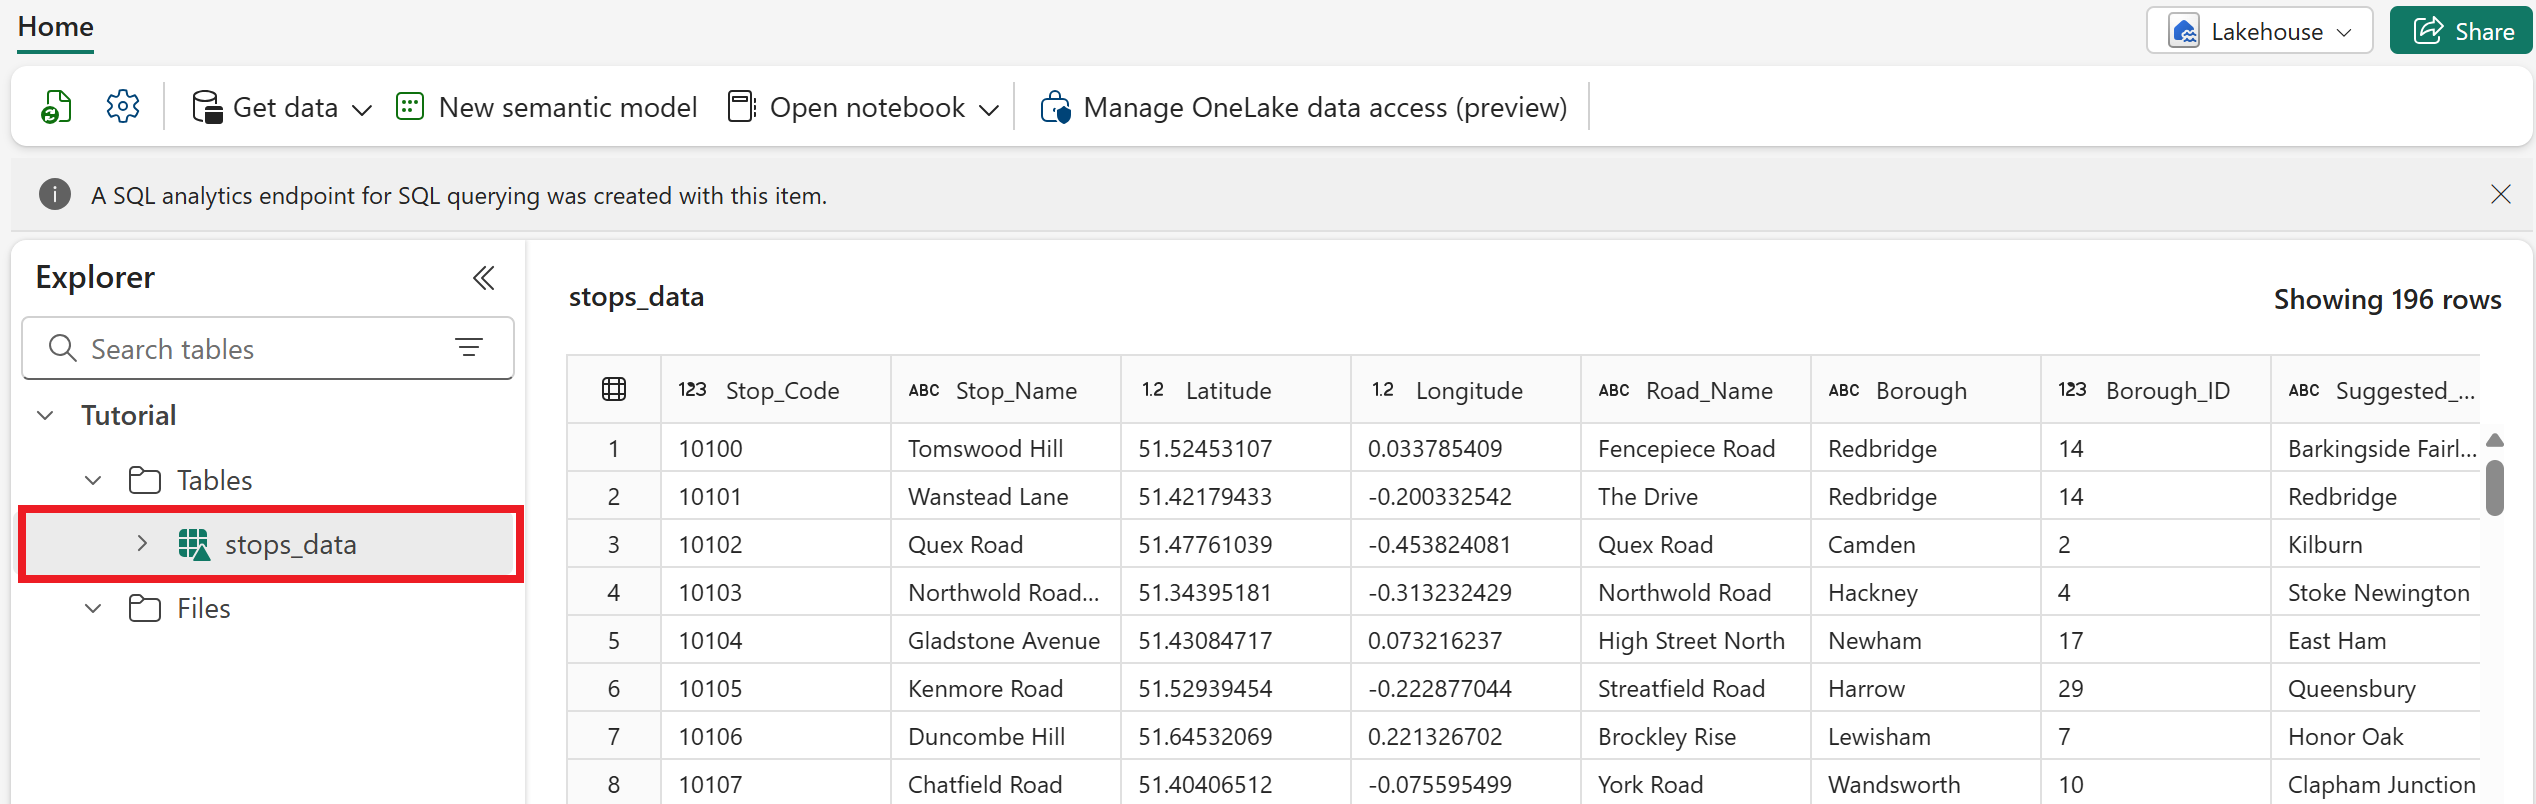 Home
Lakehouse
Share
Get data
New semantic model
Open notebook
Manage OneLake data access (preview)
A SQL analytics endpoint for SQL querying was created with this item.
Explorer
Search tables
Tutorial
Tables
stops_data
Files
stops_data
Showing 196 rows
123 Stop_Code ABC Stop_Name 1.2 Latitude 1.2 Longitude ABC Road_Name ABC Borough 123 Borough_ID ABC Suggested_...
1 10100 Tomswood Hill 51.52453107 0.033785409 Fencepiece Road Redbridge 14 Barkingside Fairl...
2 10101 Wanstead Lane 51.42179433 -0.200332542 The Drive Redbridge 14 Redbridge
3 10102 Quex Road 51.47761039 -0.453824081 Quex Road Camden 2 Kilburn
4 10103 Northwold Road... 51.34395181 -0.313232429 Northwold Road Hackney 4 Stoke Newington
5 10104 Gladstone Avenue 51.43084717 0.073216237 High Street North Newham 17 East Ham
6 10105 Kenmore Road 51.52939454 -0.222877044 Streatfield Road Harrow 29 Queensbury
7 10106 Duncombe Hill 51.64532069 0.221326702 Brockley Rise Lewisham 7 Honor Oak
8 10107 Chatfield Road 51.40406512 -0.075595499 York Road Wandsworth 10 Clapham Junction